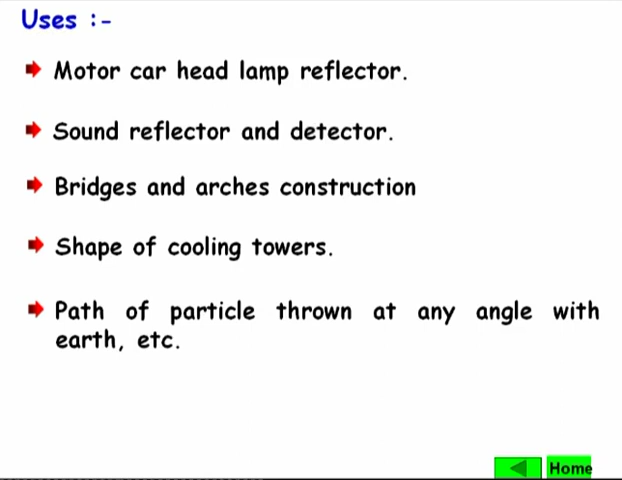 Uses :-
Motor car head lamp reflector.
Sound reflector and detector.
Bridges and arches construction
Shape of cooling towers.
Path of particle thrown at any angle with
earth, etc.
Home